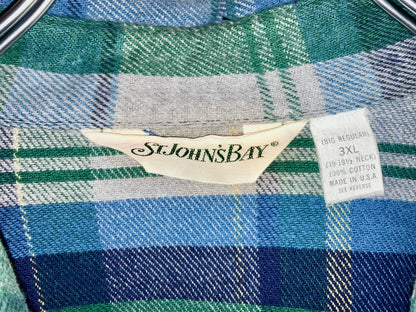 ST. JOHN'S BAY®
(BIG REGULAR)
3XL
(19-19½ NECK)
100% COTTON
MADE IN U.S.A.
SEE REVERSE